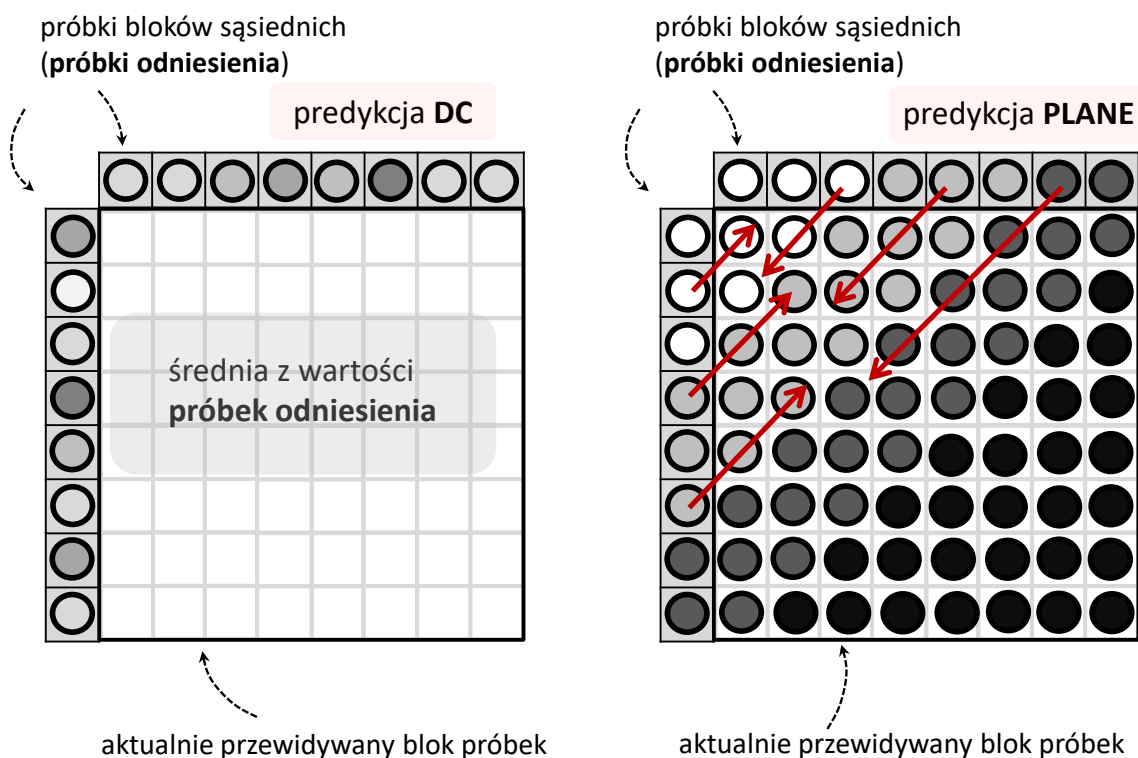 próbki bloków sąsiednich
(próbki odniesienia)
predykcja DC
średnia z wartości
próbek odniesienia
aktualnie przewidywany blok próbek
próbki bloków sąsiednich
(próbki odniesienia)
predykcja PLANE
aktualnie przewidywany blok próbek